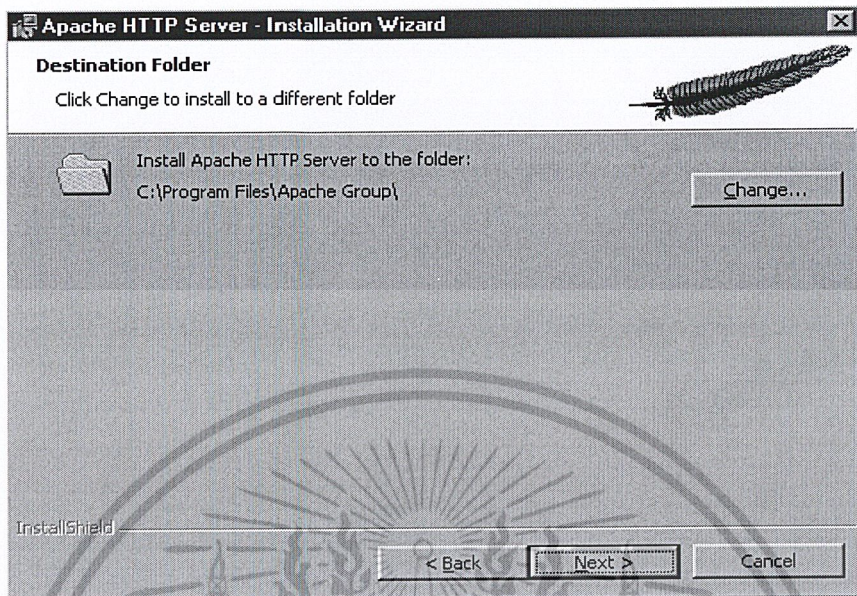 Apache HTTP Server - Installation Wizard
Destination Folder
Click Change to install to a different folder
Install Apache HTTP Server to the folder:
C:\Program Files\Apache Group\
Change...
InstallShield
< Back
Next >
Cancel